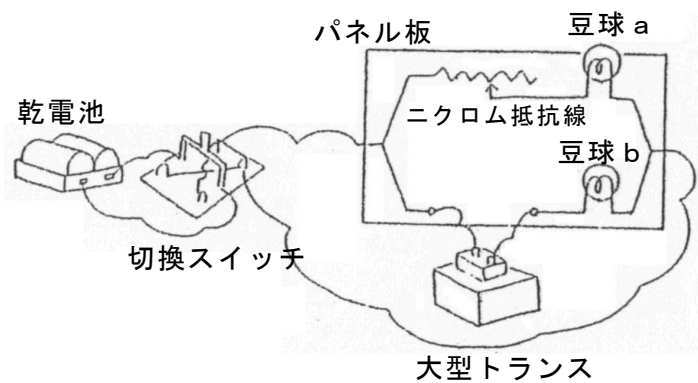 パネル板
豆球a
乾電池
ニクロム抵抗線
豆球b
切換スイッチ
大型トランス